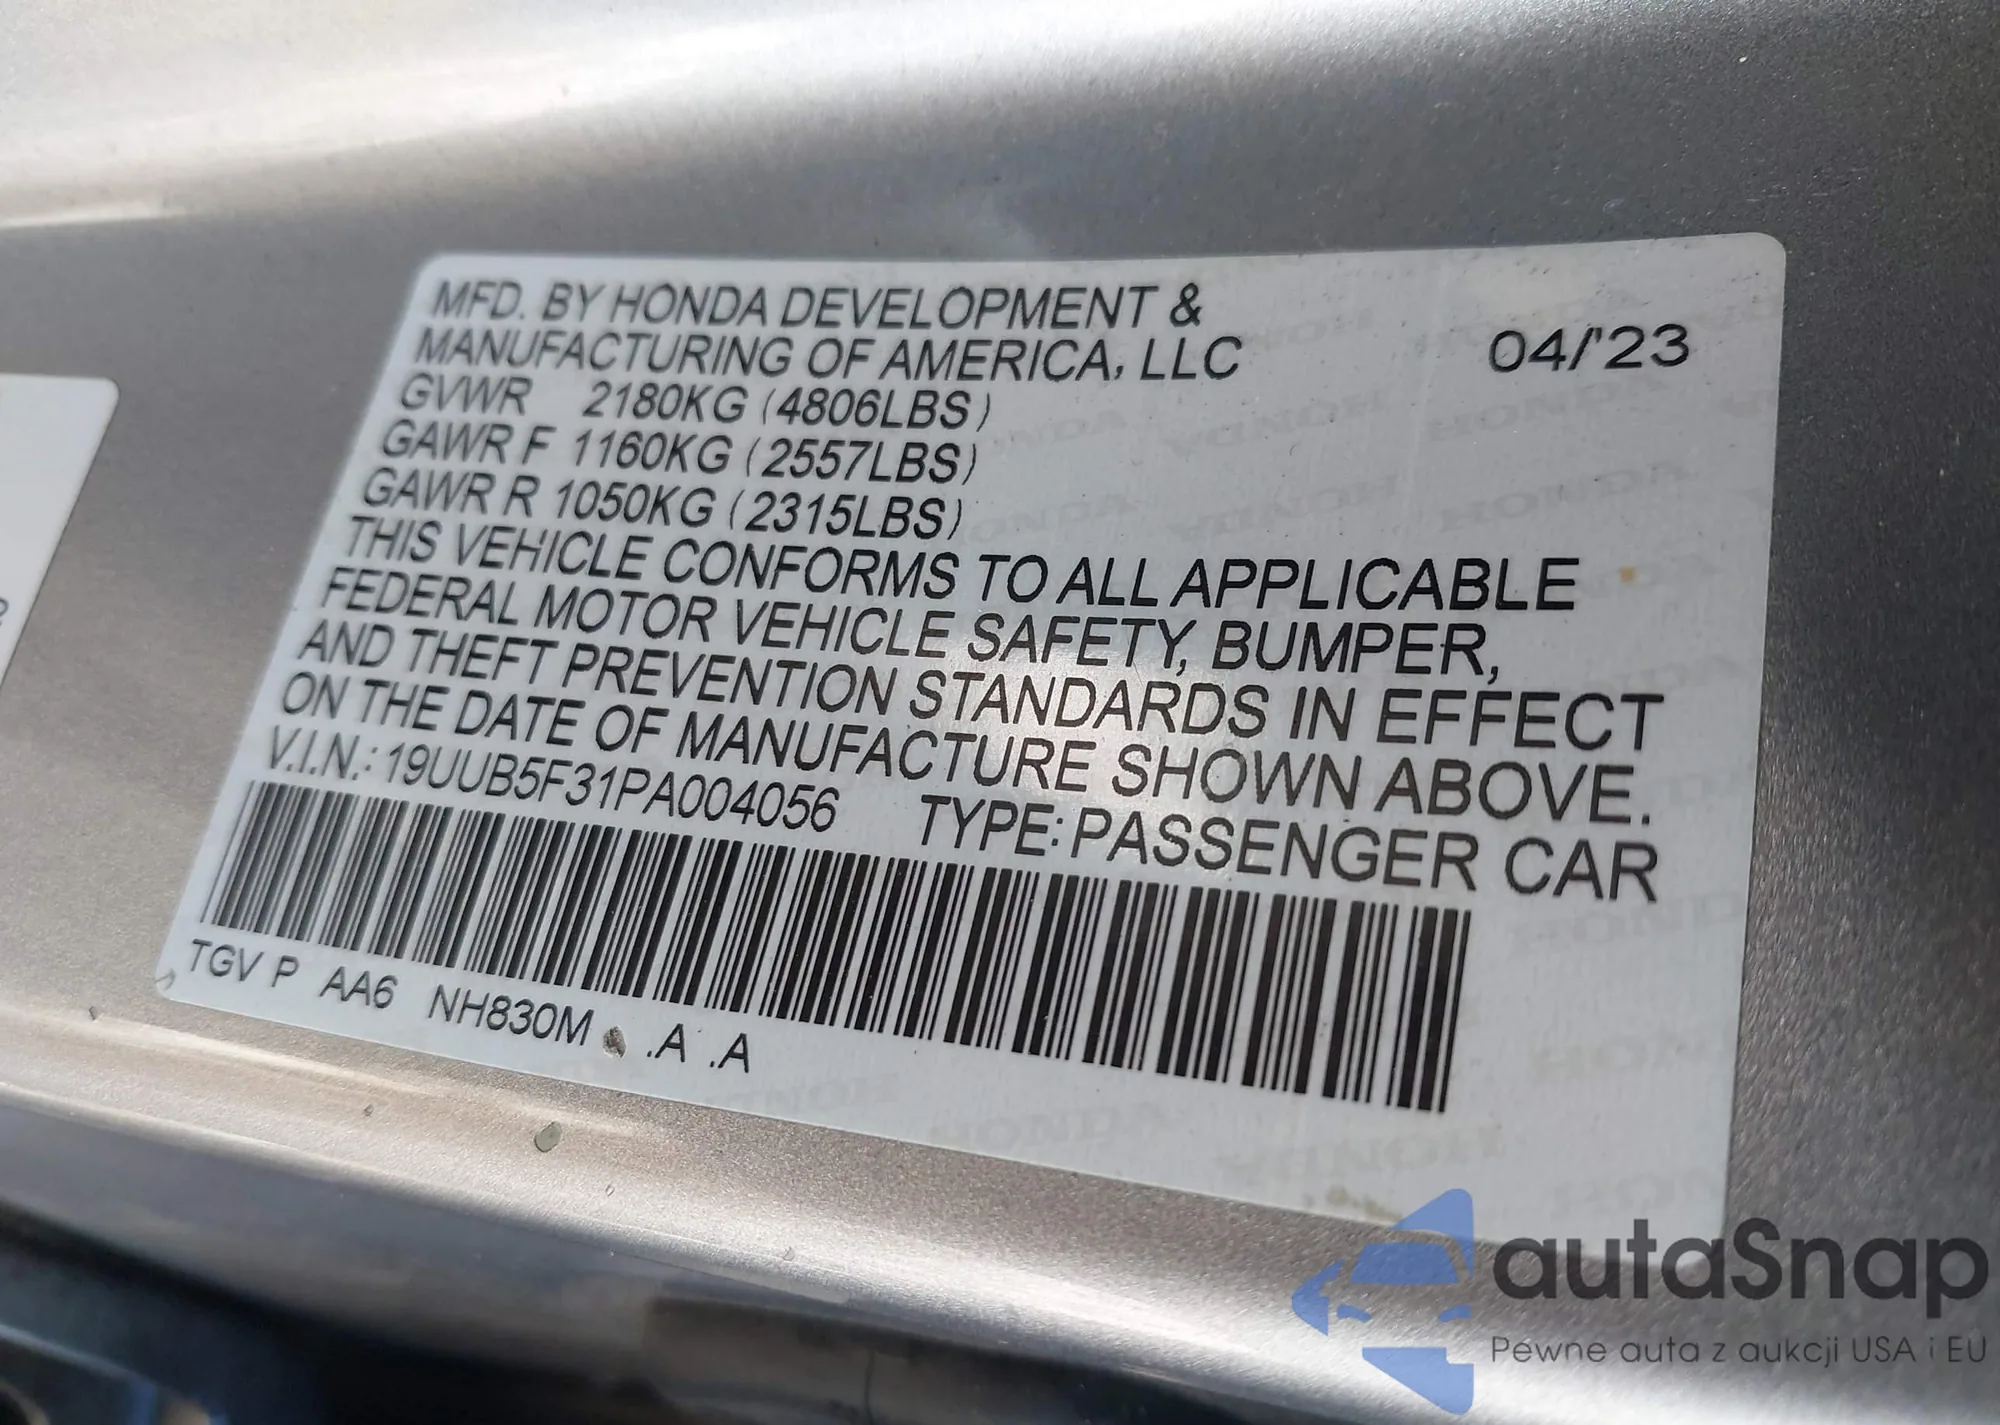 MFD. BY HONDA DEVELOPMENT &
MANUFACTURING OF AMERICA, LLC
04/'23
GVWR 2180KG (4806LBS)
GAWR F 1160KG (2557LBS)
GAWR R 1050KG (2315LBS)
THIS VEHICLE CONFORMS TO ALL APPLICABLE
FEDERAL MOTOR VEHICLE SAFETY, BUMPER,
AND THEFT PREVENTION STANDARDS IN EFFECT
ON THE DATE OF MANUFACTURE SHOWN ABOVE.
V.I.N.: 19UUB5F31PA004056 TYPE: PASSENGER CAR
TGV P AA6 NH830M .A .A
autoSnap
Pewne auta z aukcji USA i EU